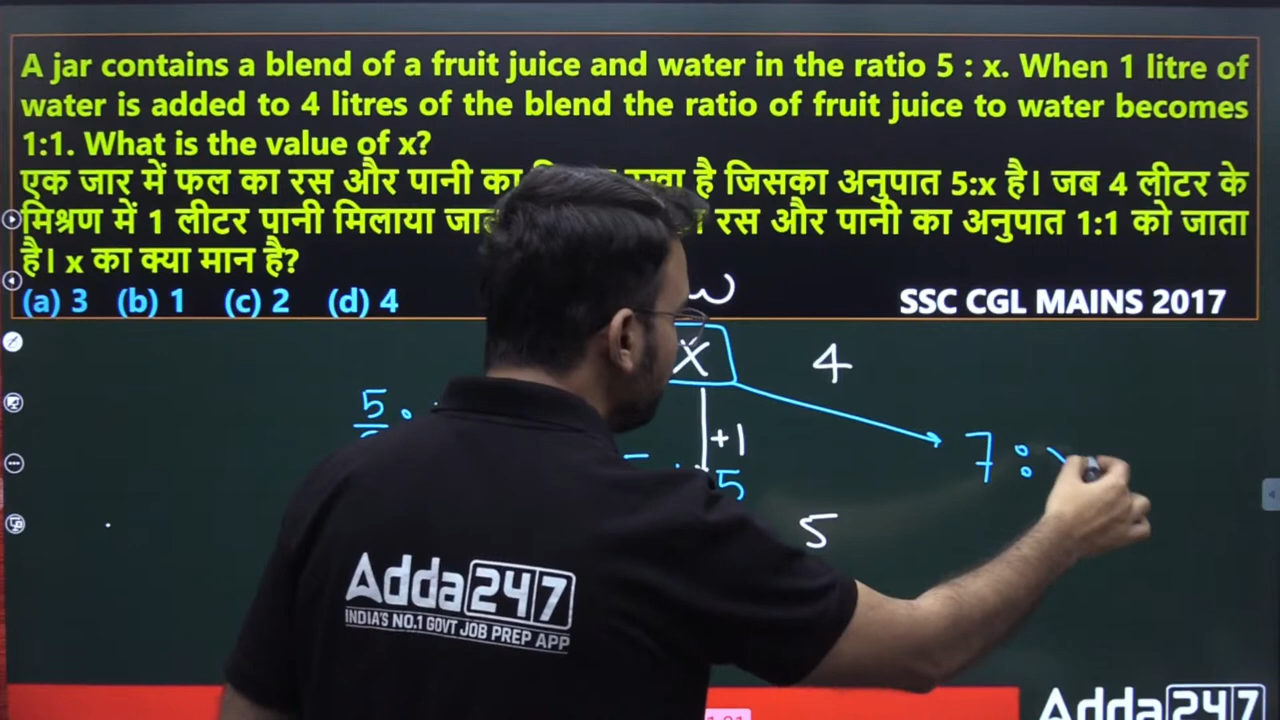 A jar contains a blend of a fruit juice and water in the ratio 5 : x. When 1 litre of
water is added to 4 litres of the blend the ratio of fruit juice to water becomes
1:1. What is the value of x?
एक जार में फल का रस और पानी का है जिसका अनुपात 5:x है। जब 4 लीटर के
मिश्रण में 1 लीटर पानी मिलाया रस और पानी का अनुपात 1:1 को जाता
है। x का क्या मान है?
(a) 3 (b) 1 (c) 2 (d) 4 SSC CGL MAINS 2017
w
x 4
5
+1
7 :
5
5
Adda247
INDIA'S NO.1 GOVT JOB PREP APP
Adda247